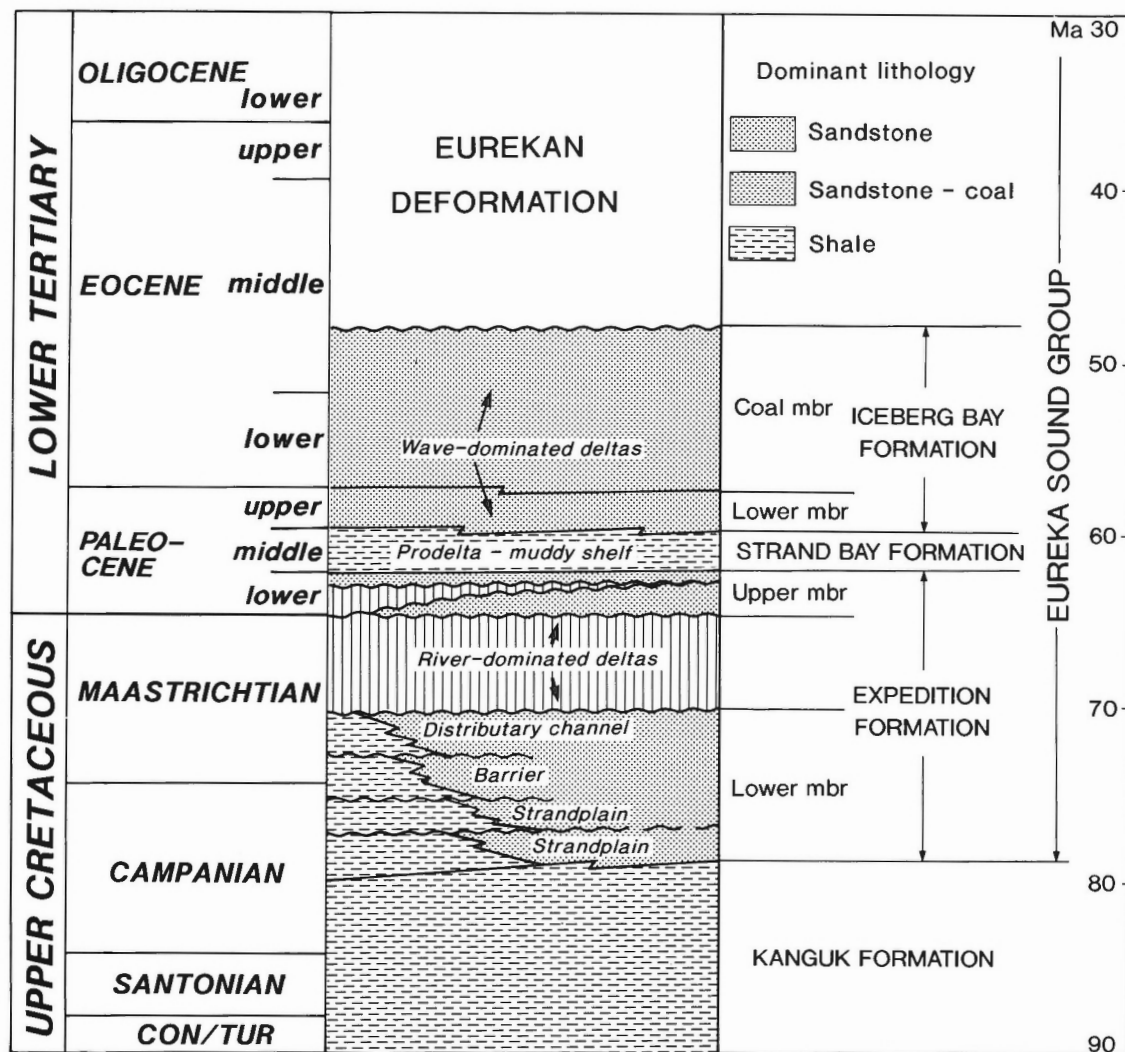 LOWER TERTIARY
UPPER CRETACEOUS
OLIGOCENE
lower
upper
EOCENE middle
lower
upper
PALEO-
CENE
middle
lower
MAASTRICHTIAN
CAMPANIAN
SANTONIAN
CON/TUR
EUREKAN
DEFORMATION
Wave-dominated deltas
Prodelta - muddy shelf
River-dominated deltas
Distributary channel
Barrier
Strandplain
Strandplain
Dominant lithology
Sandstone
Sandstone - coal
Shale
Coal mbr
ICEBERG BAY
FORMATION
Lower mbr
STRAND BAY FORMATION
Upper mbr
EXPEDITION
FORMATION
Lower mbr
KANGUK FORMATION
EUREKA SOUND GROUP
Ma 30
40
50
60
70
80
90